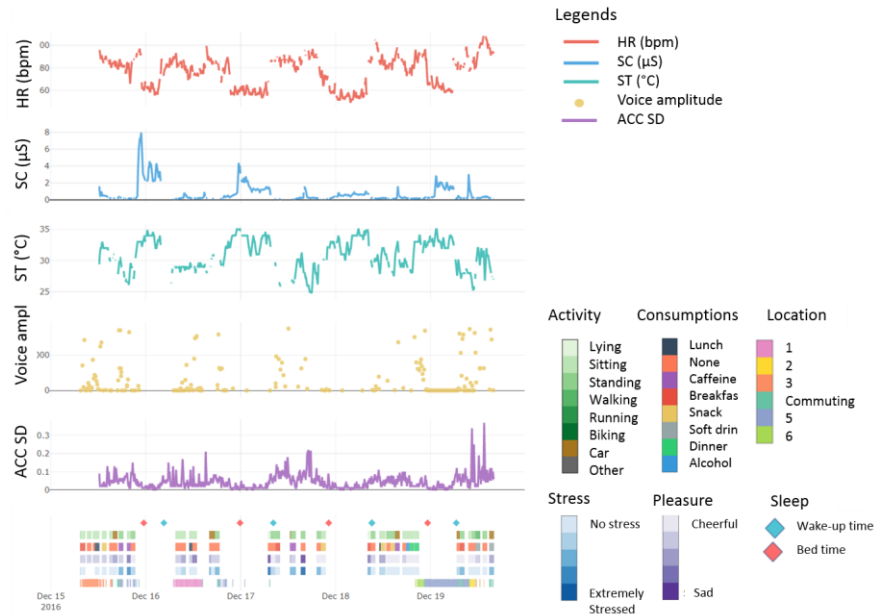 Legends
HR (bpm)
SC (µS)
ST (°C)
Voice amplitude
ACC SD
HR (bpm)
00
80
60
SC (µS)
8
6
4
2
0
ST (°C)
35
30
25
Voice ampl
000
0
ACC SD
0.3
0.2
0.1
0
Dec 15
2016
Dec 16
Dec 17
Dec 18
Dec 19
Activity
Lying
Sitting
Standing
Walking
Running
Biking
Car
Other
Consumptions
Lunch
None
Caffeine
Breakfas
Snack
Soft drin
Dinner
Alcohol
Location
1
2
3
Commuting
5
6
Stress
No stress
Extremely
Stressed
Pleasure
Cheerful
Sad
Sleep
Wake-up time
Bed time